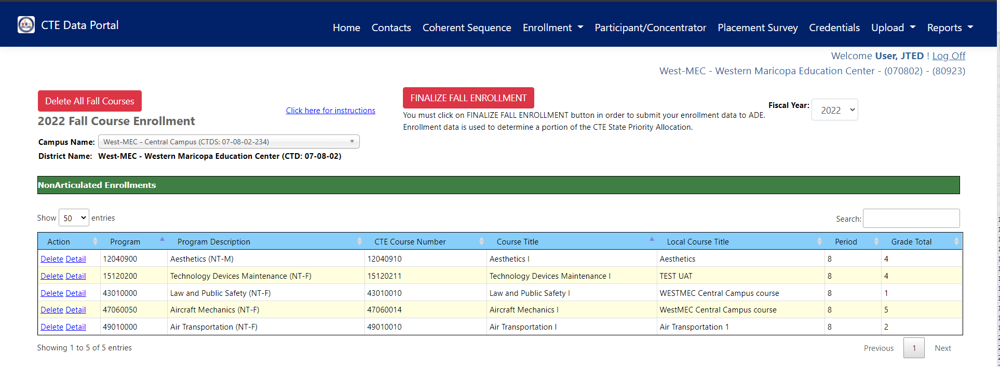 CTE Data Portal
Home Contacts Coherent Sequence Enrollment Participant/Concentrator Placement Survey Credentials Upload Reports
Welcome User, JTED ! Log Off
West-MEC - Western Maricopa Education Center - (070802) - (80923)
Delete All Fall Courses
2022 Fall Course Enrollment
Click here for instructions
FINALIZE FALL ENROLLMENT
You must click on FINALIZE FALL ENROLLMENT button in order to submit your enrollment data to ADE.
Enrollment data is used to determine a portion of the CTE State Priority Allocation.
Fiscal Year: 2022
Campus Name: West-MEC - Central Campus (CTDS: 07-08-02-234)
District Name: West-MEC - Western Maricopa Education Center (CTD: 07-08-02)
NonArticulated Enrollments
Show 50 entries
Search:
Action Program Program Description CTE Course Number Course Title Local Course Title Period Grade Total
Delete Detail 12040900 Aesthetics (NT-M) 12040910 Aesthetics I Aesthetics 8 4
Delete Detail 15120200 Technology Devices Maintenance (NT-F) 15120211 Technology Devices Maintenance I TEST UAT 8 4
Delete Detail 43010000 Law and Public Safety (NT-F) 43010010 Law and Public Safety I WESTMEC Central Campus course 8 1
Delete Detail 47060050 Aircraft Mechanics (NT-F) 47060014 Aircraft Mechanics I WestMEC Central Campus course 8 5
Delete Detail 49010000 Air Transportation (NT-F) 49010010 Air Transportation I Air Transportation 1 8 2
Showing 1 to 5 of 5 entries
Previous 1 Next